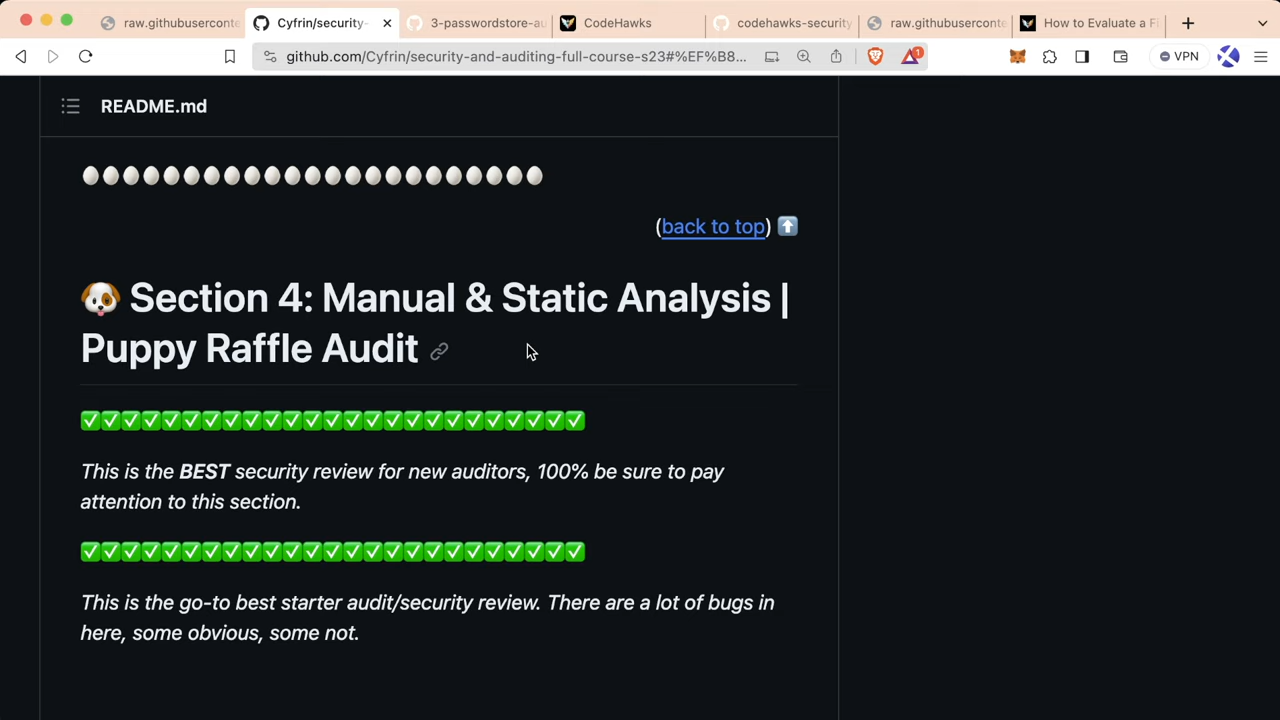 raw.githubuserconte
Cyfrin/security-
3-passwordstore-au
CodeHawks
codehawks-security
raw.githubuserconte
How to Evaluate a Fi
github.com/Cyfrin/security-and-auditing-full-course-s23#%EF%B8...
1
VPN
README.md
(back to top)
Section 4: Manual & Static Analysis |
Puppy Raffle Audit
This is the BEST security review for new auditors, 100% be sure to pay
attention to this section.
This is the go-to best starter audit/security review. There are a lot of bugs in
here, some obvious, some not.